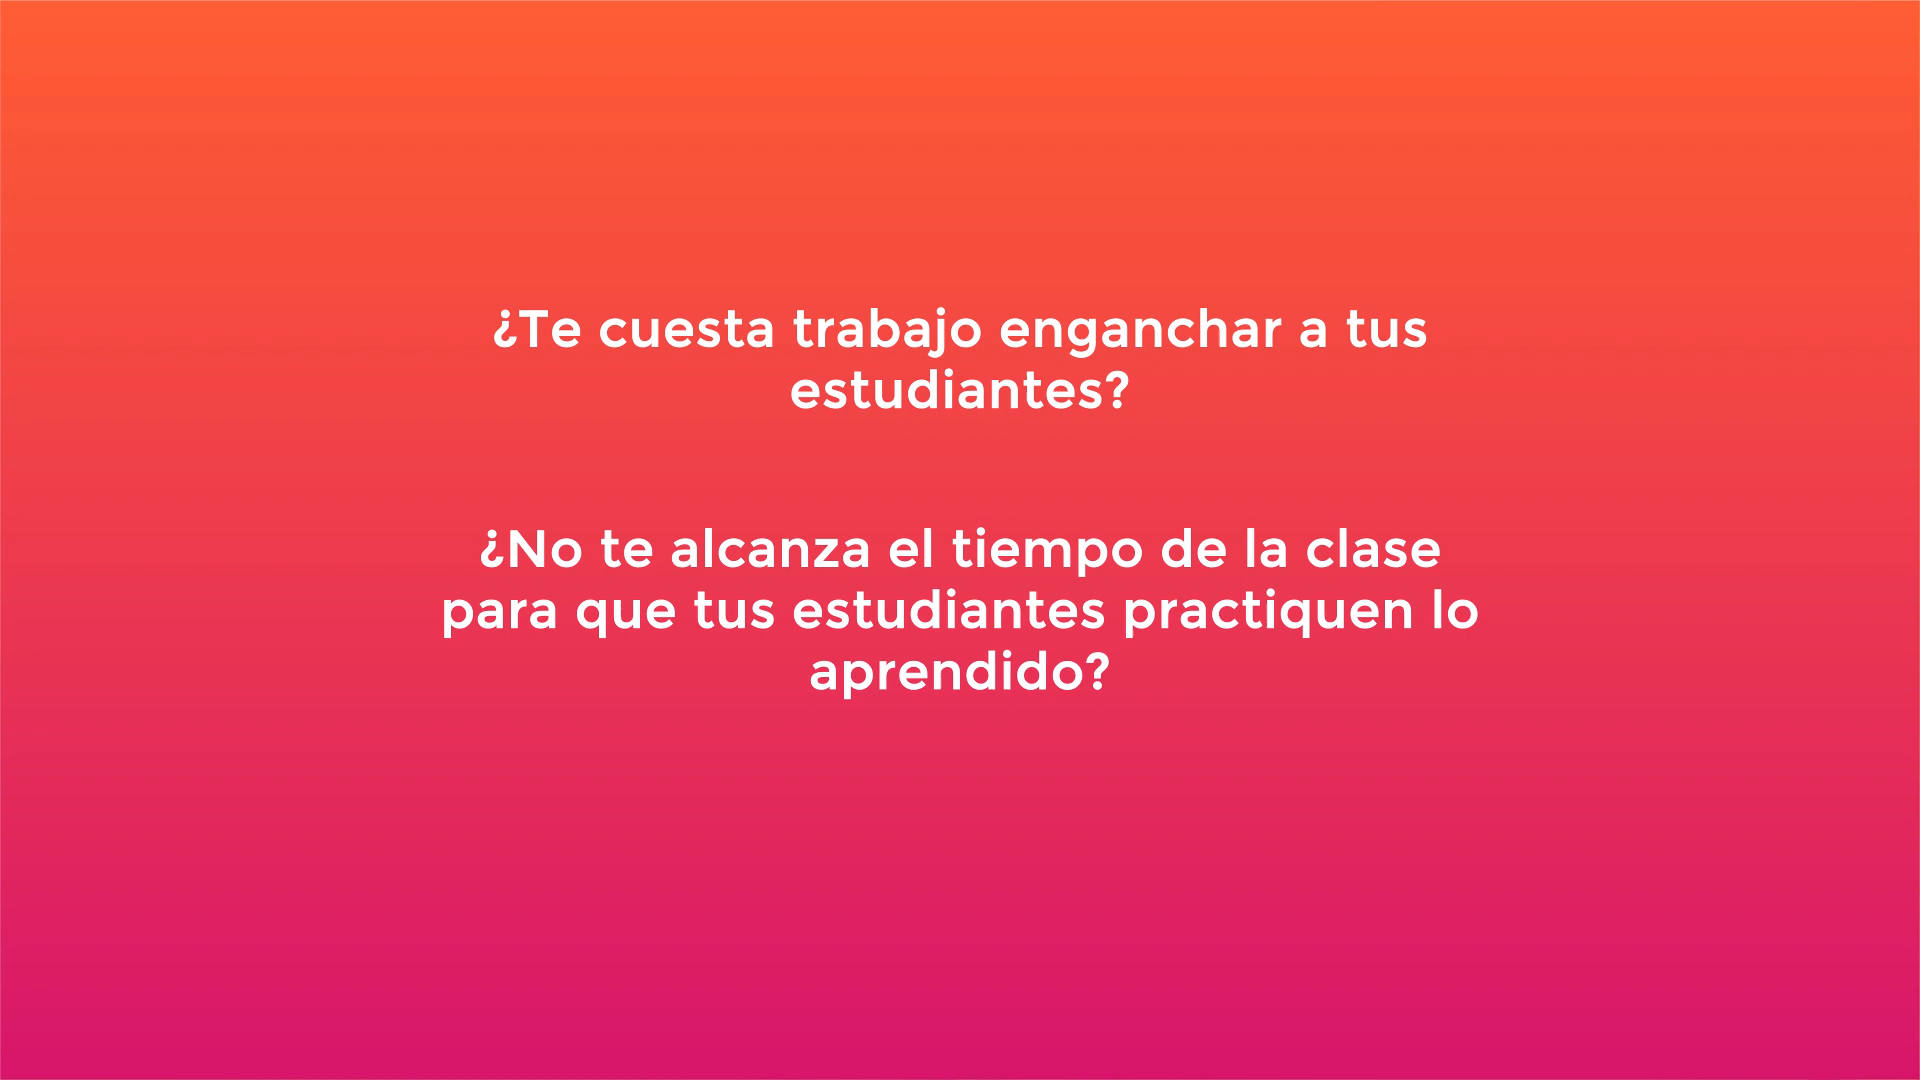 ¿Te cuesta trabajo enganchar a tus
estudiantes?
¿No te alcanza el tiempo de la clase
para que tus estudiantes practiquen lo
aprendido?